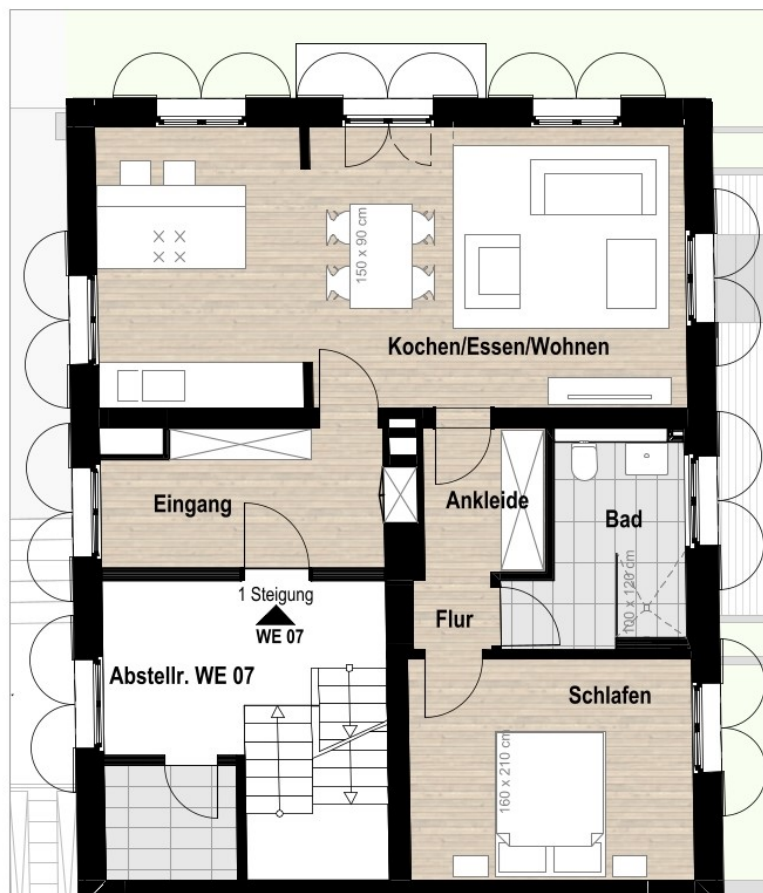 150 x 90 cm
Kochen/Essen/Wohnen
Eingang
Ankleide
Bad
100 x 120 cm
1 Steigung
WE 07
Flur
Abstellr. WE 07
Schlafen
160 x 210 cm